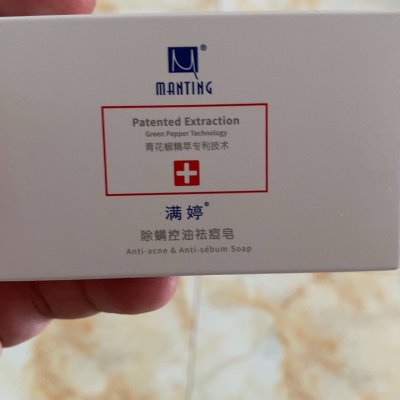 MANTING®
Patented Extraction
Green Pepper Technology
青花椒精萃专利技术
满婷®
除螨控油祛痘皂
Anti-acne & Anti-sébum Soap